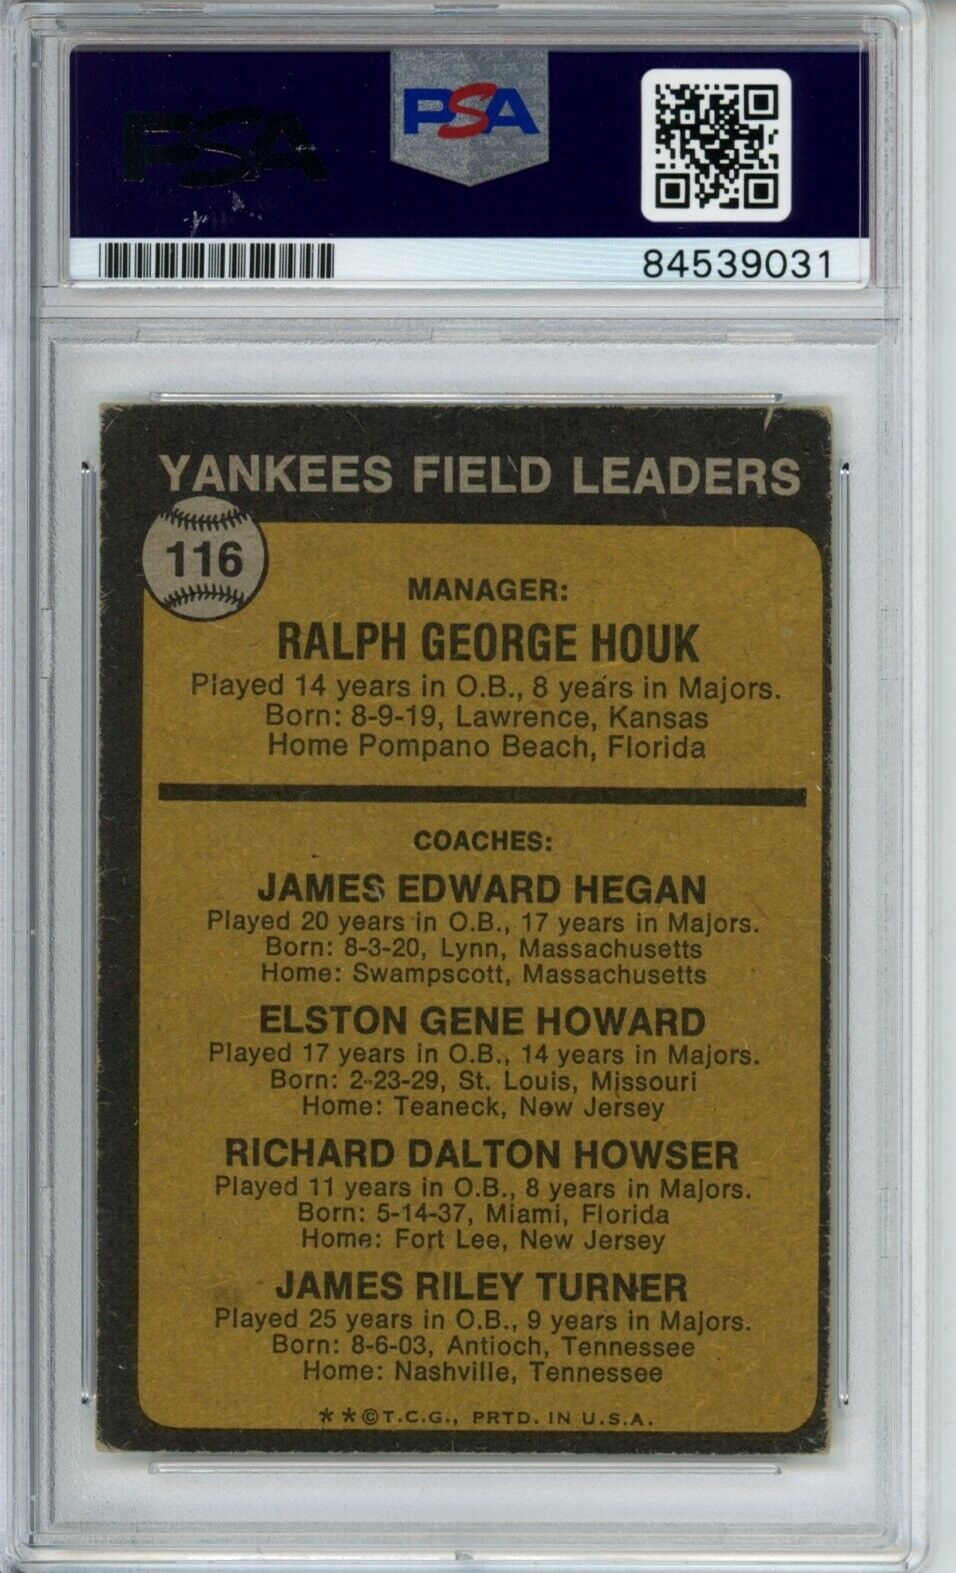 PSA
PSA
84539031
YANKEES FIELD LEADERS
116
MANAGER:
RALPH GEORGE HOUK
Played 14 years in O.B., 8 years in Majors.
Born: 8-9-19, Lawrence, Kansas
Home Pompano Beach, Florida
COACHES:
JAMES EDWARD HEGAN
Played 20 years in O.B., 17 years in Majors.
Born: 8-3-20, Lynn, Massachusetts
Home: Swampscott, Massachusetts
ELSTON GENE HOWARD
Played 17 years in O.B., 14 years in Majors.
Born: 2-23-29, St. Louis, Missouri
Home: Teaneck, New Jersey
RICHARD DALTON HOWSER
Played 11 years in O.B., 8 years in Majors.
Born: 5-14-37, Miami, Florida
Home: Fort Lee, New Jersey
JAMES RILEY TURNER
Played 25 years in O.B., 9 years in Majors.
Born: 8-6-03, Antioch, Tennessee
Home: Nashville, Tennessee
**©T.C.G., PRTD. IN U.S.A.